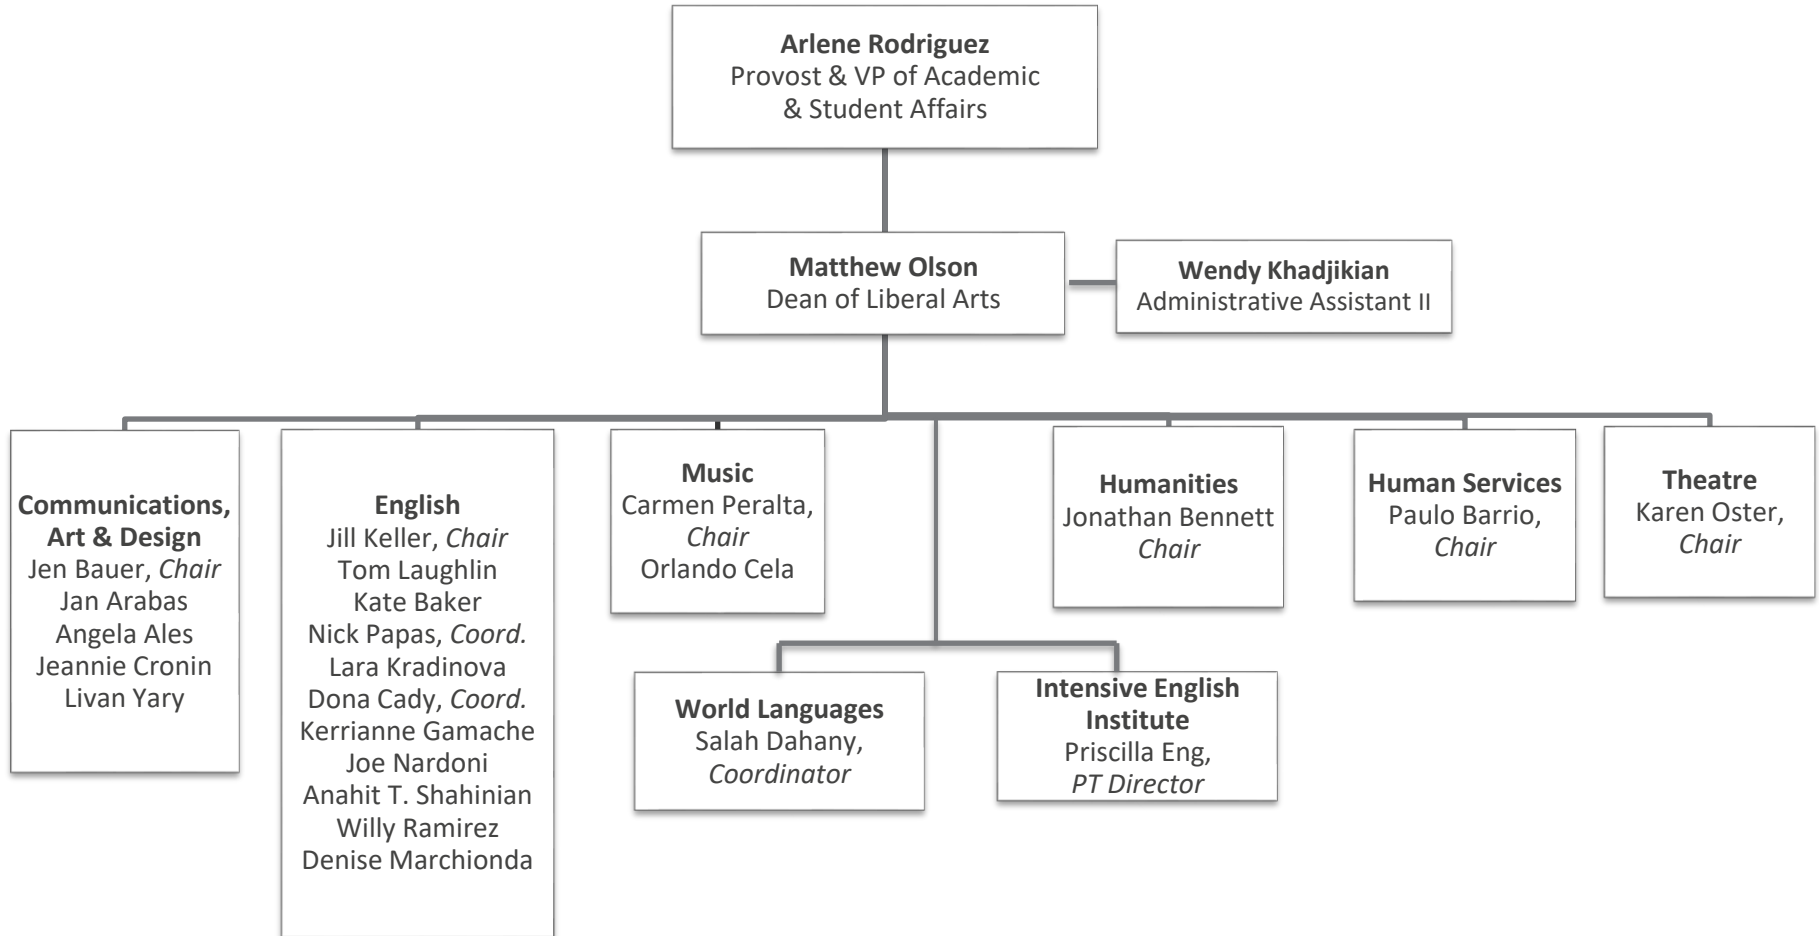 Arlene Rodriguez
Provost & VP of Academic
& Student Affairs
Matthew Olson
Dean of Liberal Arts
Wendy Khadjikian
Administrative Assistant II
Communications,
Art & Design
Jen Bauer, Chair
Jan Arabas
Angela Ales
Jeannie Cronin
Livan Yary
English
Jill Keller, Chair
Tom Laughlin
Kate Baker
Nick Papas, Coord.
Lara Kradinova
Dona Cady, Coord.
Kerrianne Gamache
Joe Nardoni
Anahit T. Shahinian
Willy Ramirez
Denise Marchionda
Music
Carmen Peralta,
Chair
Orlando Cela
Humanities
Jonathan Bennett
Chair
Human Services
Paulo Barrio,
Chair
Theatre
Karen Oster,
Chair
World Languages
Salah Dahany,
Coordinator
Intensive English
Institute
Priscilla Eng,
PT Director